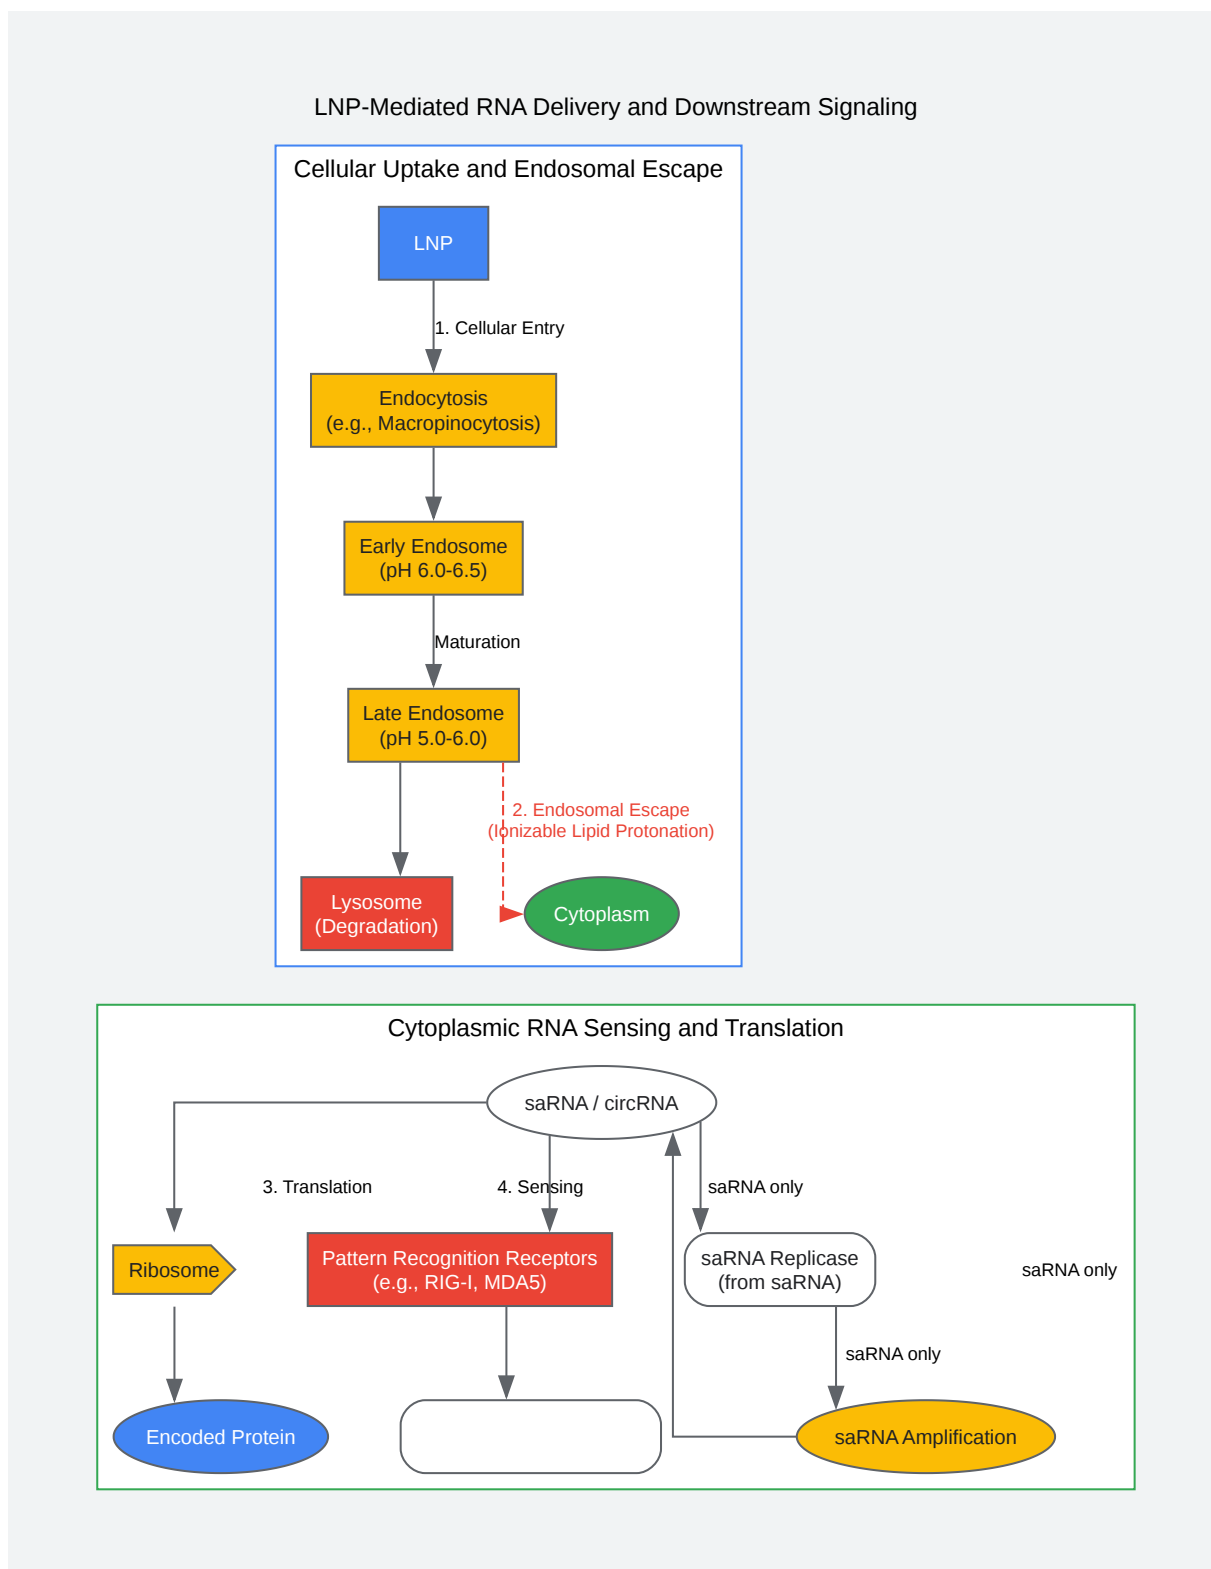 LNP-Mediated RNA Delivery and Downstream Signaling
Cellular Uptake and Endosomal Escape
LNP
1. Cellular Entry
Endocytosis
(e.g., Macropinocytosis)
Early Endosome
(pH 6.0-6.5)
Maturation
Late Endosome
(pH 5.0-6.0)
2. Endosomal Escape
(Ionizable Lipid Protonation)
Lysosome
(Degradation)
Cytoplasm
Cytoplasmic RNA Sensing and Translation
saRNA / circRNA
3. Translation
4. Sensing
saRNA only
Ribosome
Pattern Recognition Receptors
(e.g., RIG-I, MDA5)
saRNA Replicase
(from saRNA)
saRNA only
saRNA only
Encoded Protein
saRNA Amplification